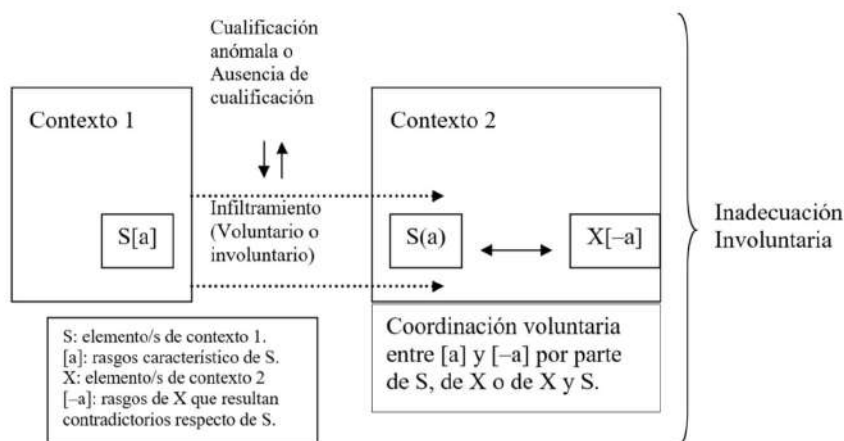 Cualificación
anómala o
Ausencia de
cualificación
Contexto 1
Contexto 2
Infiltramiento
(Voluntario o
involuntario)
S[a]
S(a)
X[–a]
Inadecuación
Involuntaria
S: elemento/s de contexto 1.
[a]: rasgos característico de S.
X: elemento/s de contexto 2
[–a]: rasgos de X que resultan
contradictorios respecto de S.
Coordinación voluntaria
entre [a] y [–a] por parte
de S, de X o de X y S.